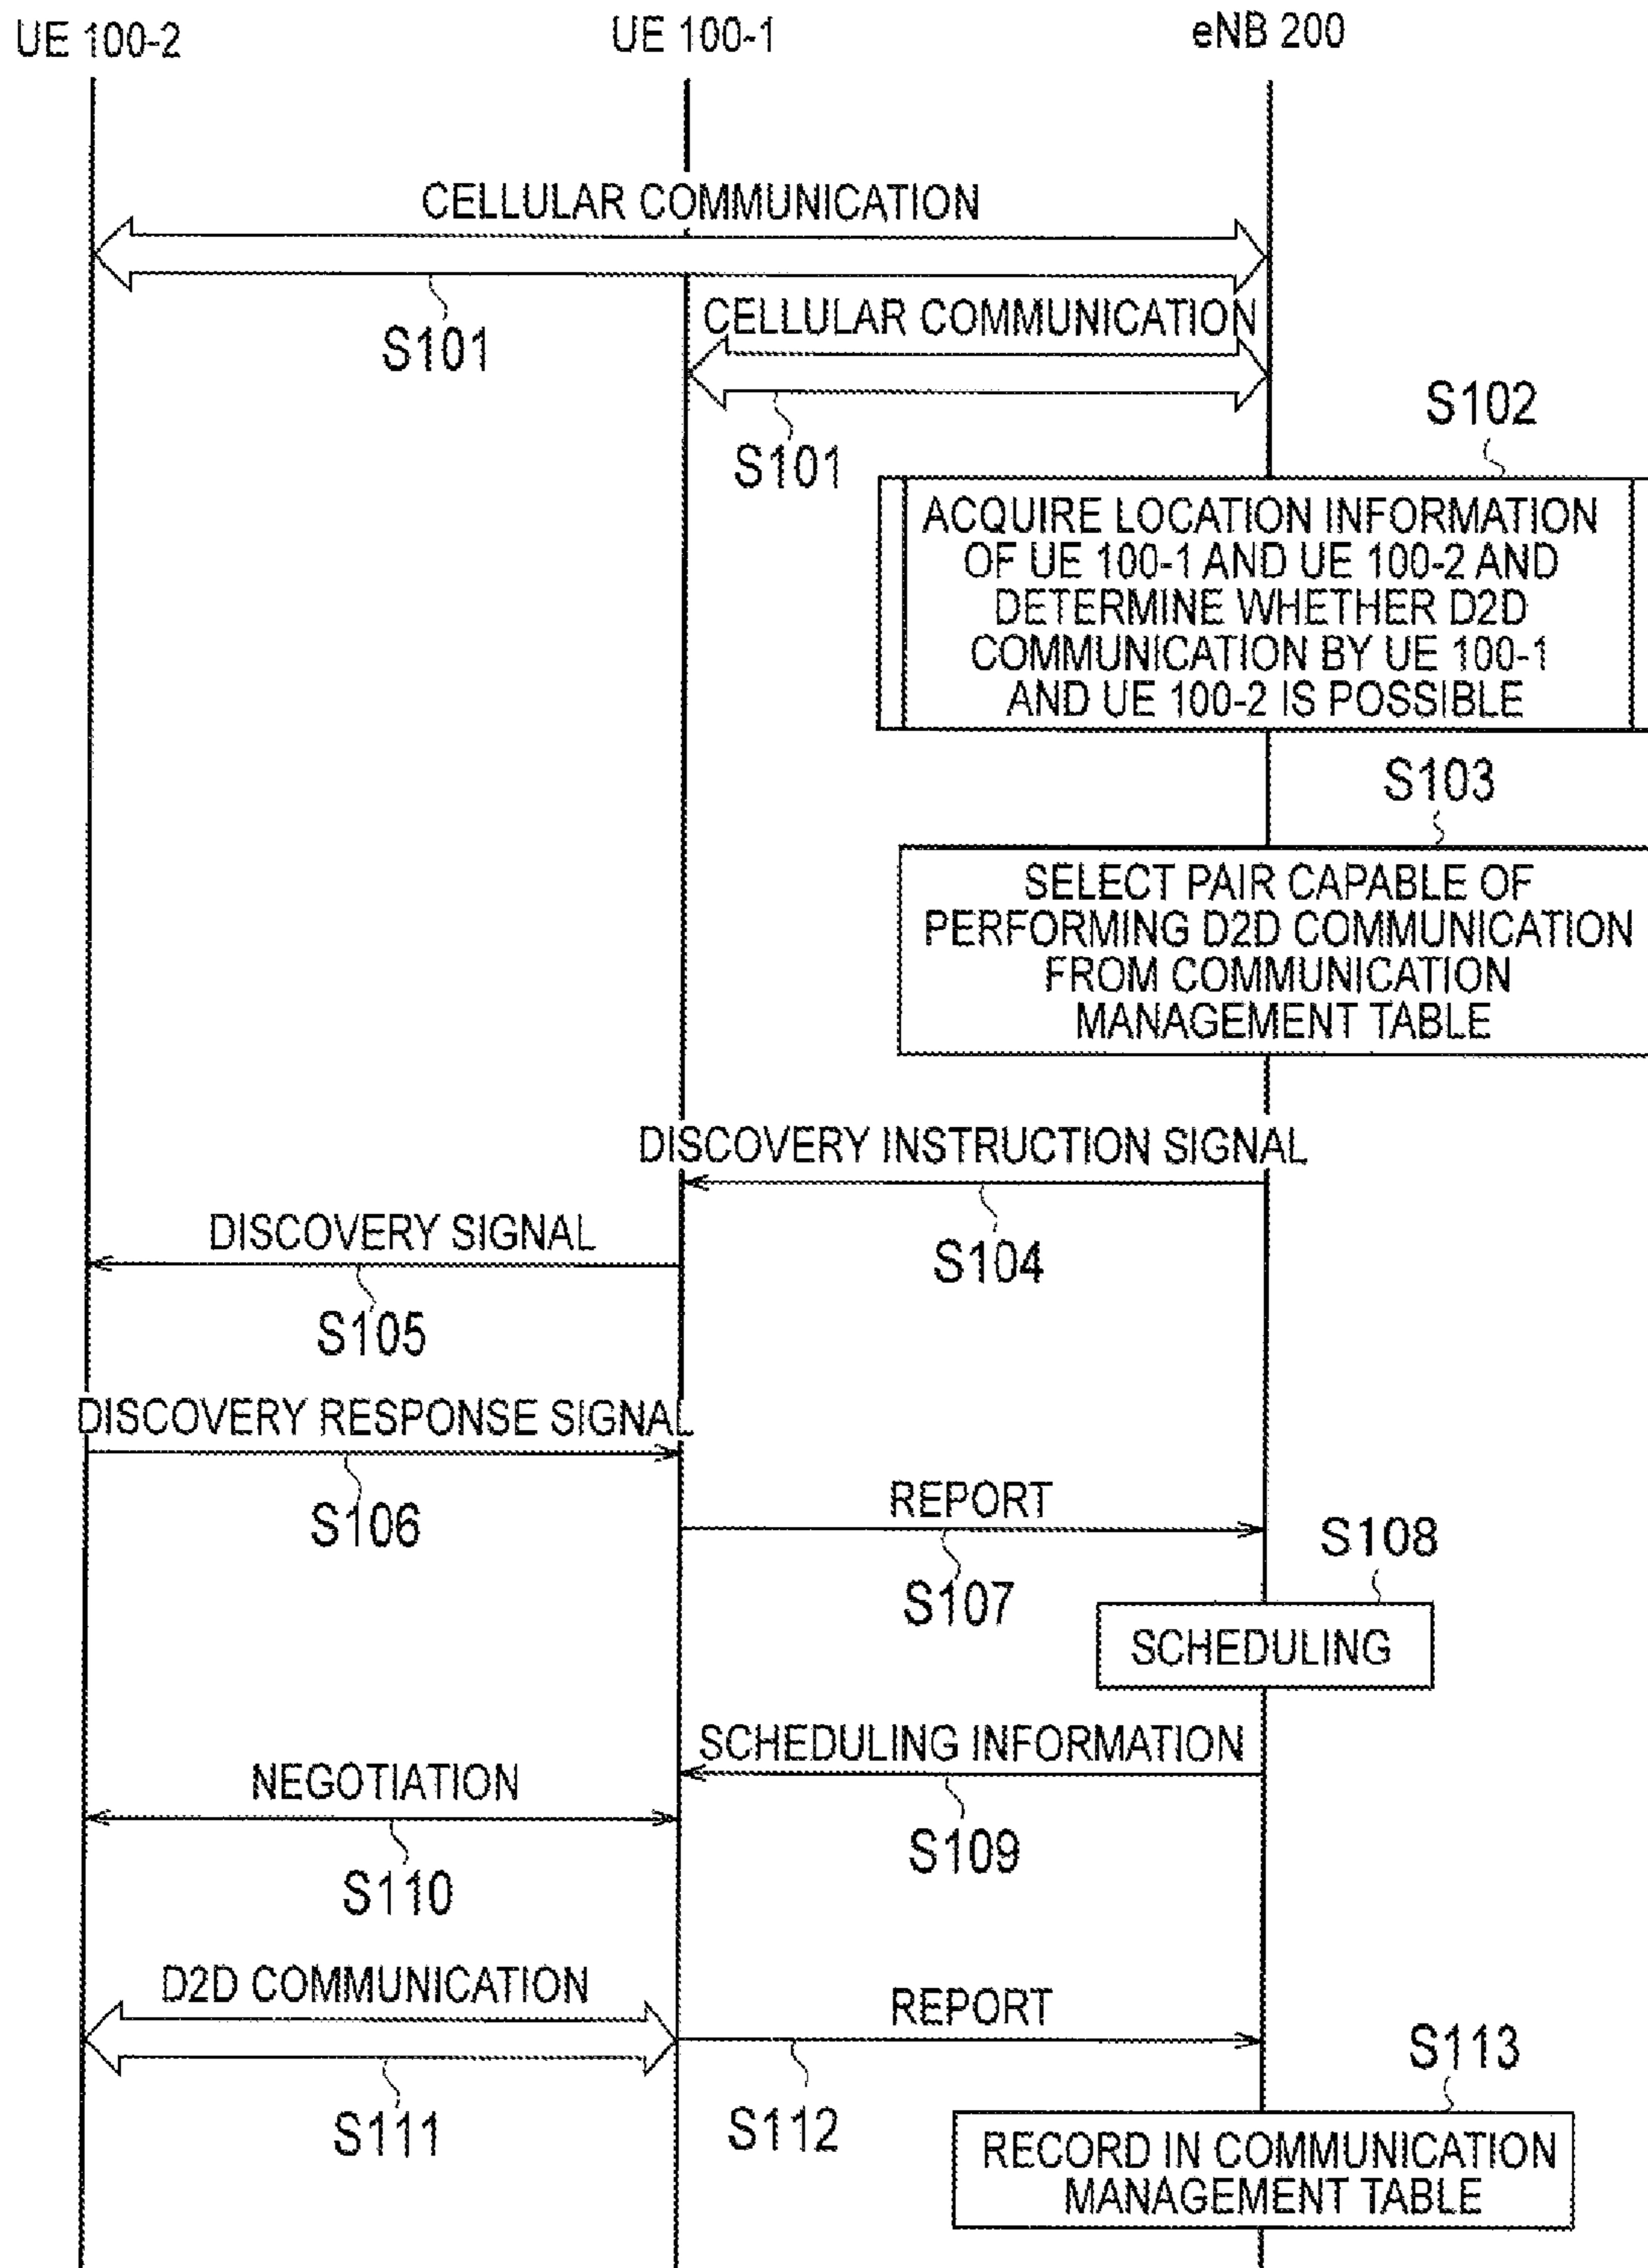 UE 100-2
UE 100-1
eNB 200
CELLULAR COMMUNICATION
S101
CELLULAR COMMUNICATION
S101
S102
ACQUIRE LOCATION INFORMATION
OF UE 100-1 AND UE 100-2 AND
DETERMINE WHETHER D2D
COMMUNICATION BY UE 100-1
AND UE 100-2 IS POSSIBLE
S103
SELECT PAIR CAPABLE OF
PERFORMING D2D COMMUNICATION
FROM COMMUNICATION
MANAGEMENT TABLE
DISCOVERY INSTRUCTION SIGNAL
S104
DISCOVERY SIGNAL
S105
DISCOVERY RESPONSE SIGNAL
S106
REPORT
S107
S108
SCHEDULING
SCHEDULING INFORMATION
S109
NEGOTIATION
S110
D2D COMMUNICATION
S111
REPORT
S112
S113
RECORD IN COMMUNICATION
MANAGEMENT TABLE